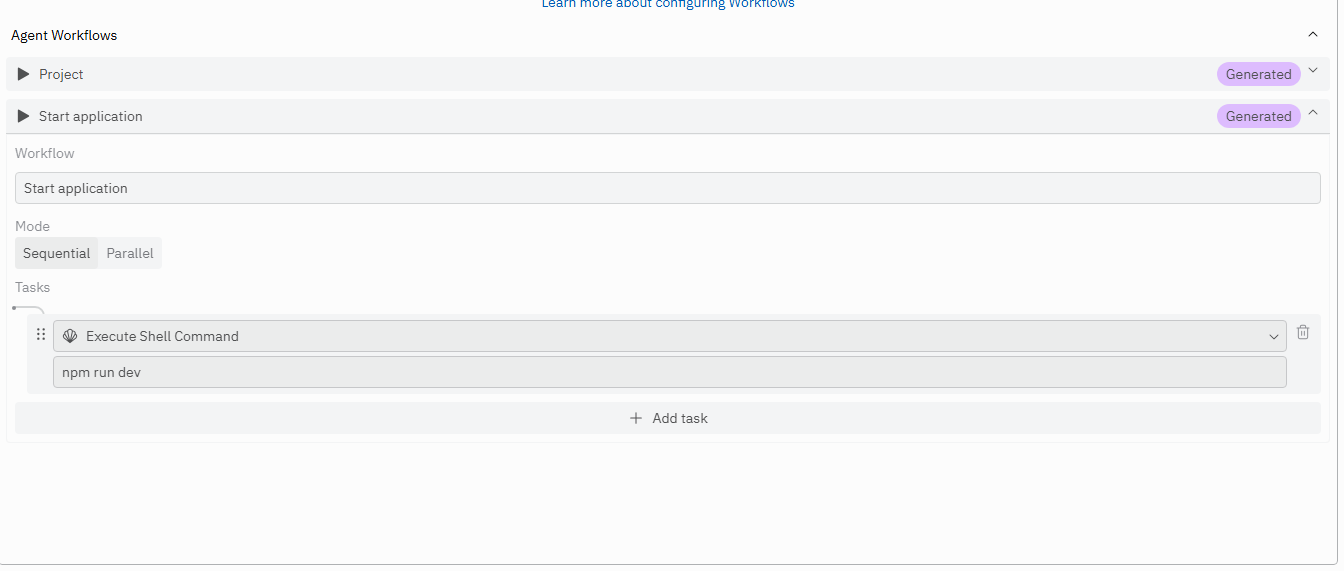 Learn more about configuring Workflows
Agent Workflows
Project
Generated
Start application
Generated
Workflow
Start application
Mode
Sequential Parallel
Tasks
Execute Shell Command
npm run dev
Add task